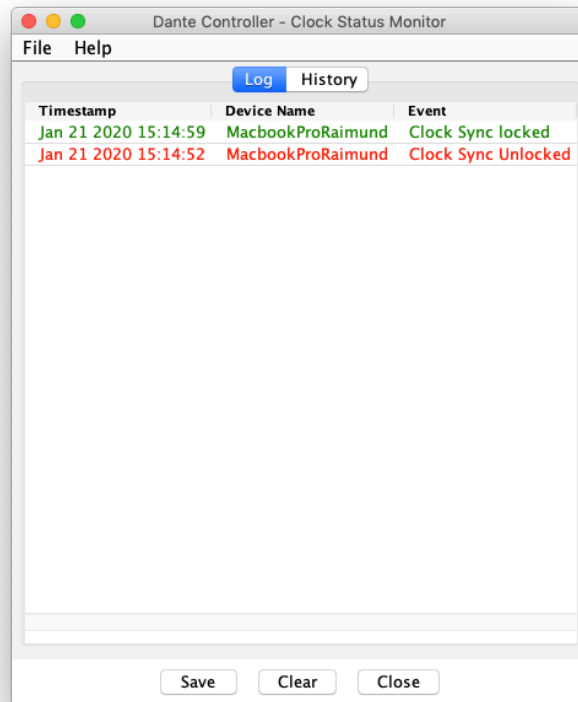 Dante Controller - Clock Status Monitor
File Help
Log History
Timestamp Device Name Event
Jan 21 2020 15:14:59 MacbookProRaimund Clock Sync locked
Jan 21 2020 15:14:52 MacbookProRaimund Clock Sync Unlocked
Save Clear Close